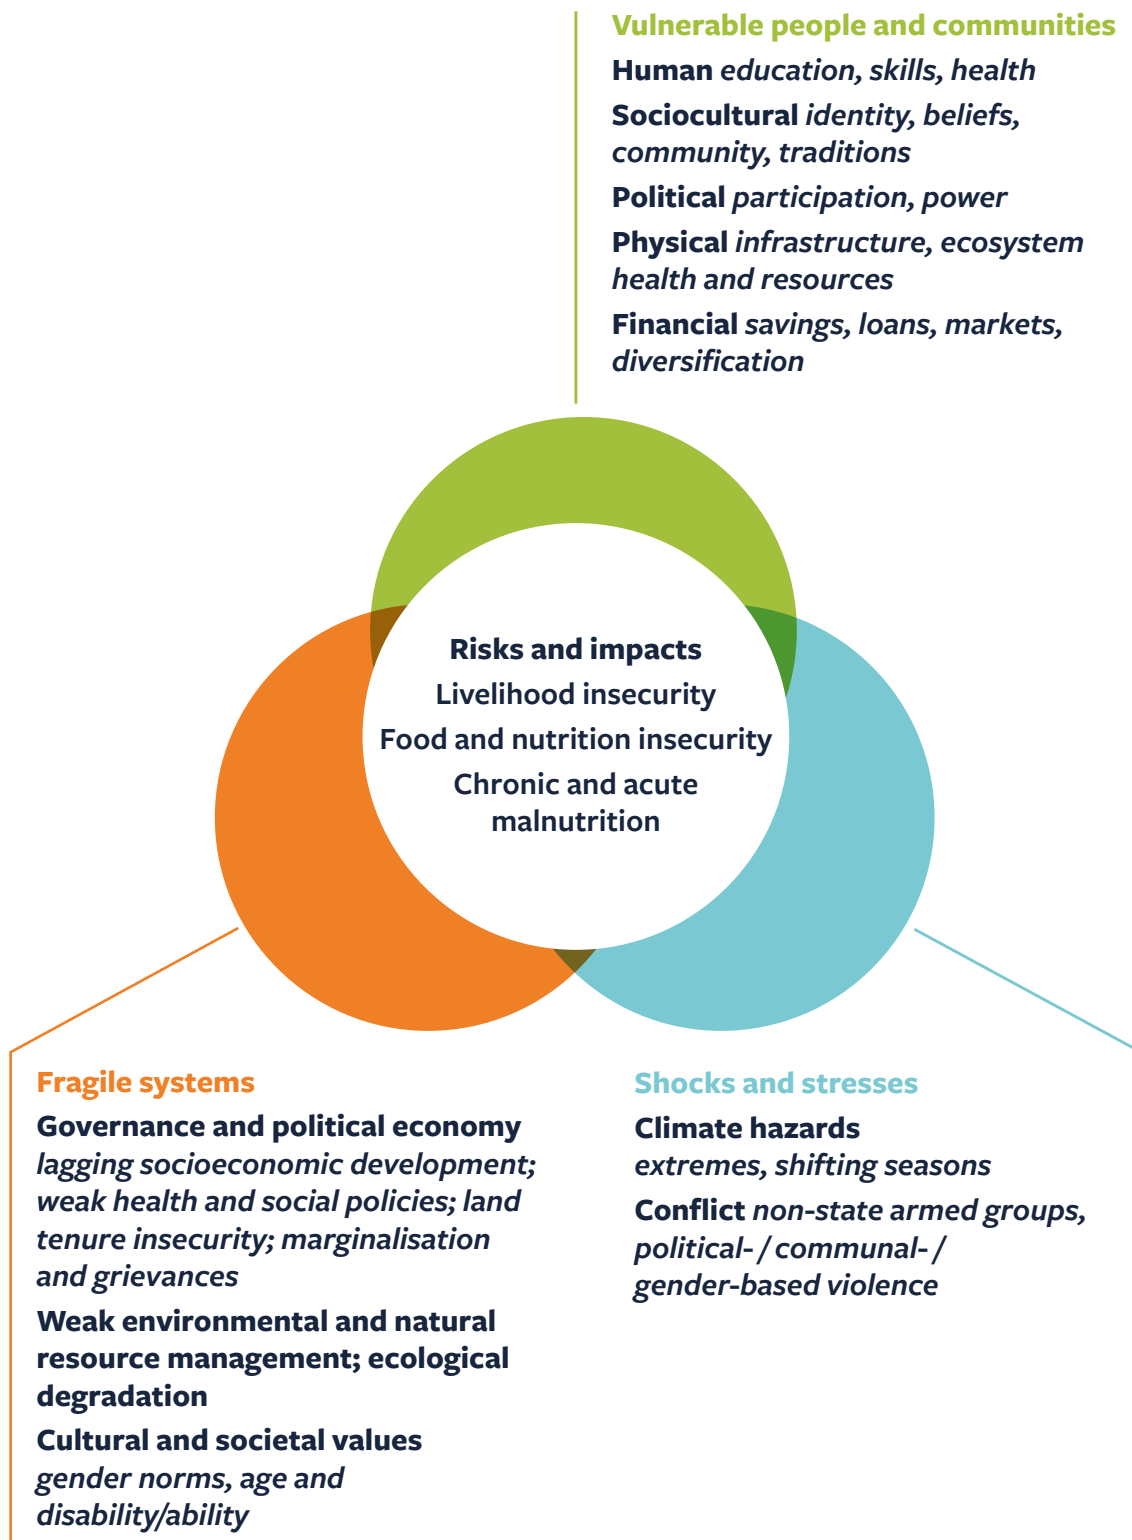 Vulnerable people and communities
Human education, skills, health
Sociocultural identity, beliefs,
community, traditions
Political participation, power
Physical infrastructure, ecosystem
health and resources
Financial savings, loans, markets,
diversification
Risks and impacts
Livelihood insecurity
Food and nutrition insecurity
Chronic and acute
malnutrition
Fragile systems
Governance and political economy
lagging socioeconomic development;
weak health and social policies; land
tenure insecurity; marginalisation
and grievances
Weak environmental and natural
resource management; ecological
degradation
Cultural and societal values
gender norms, age and
disability/ability
Shocks and stresses
Climate hazards
extremes, shifting seasons
Conflict non-state armed groups,
political- / communal- /
gender-based violence